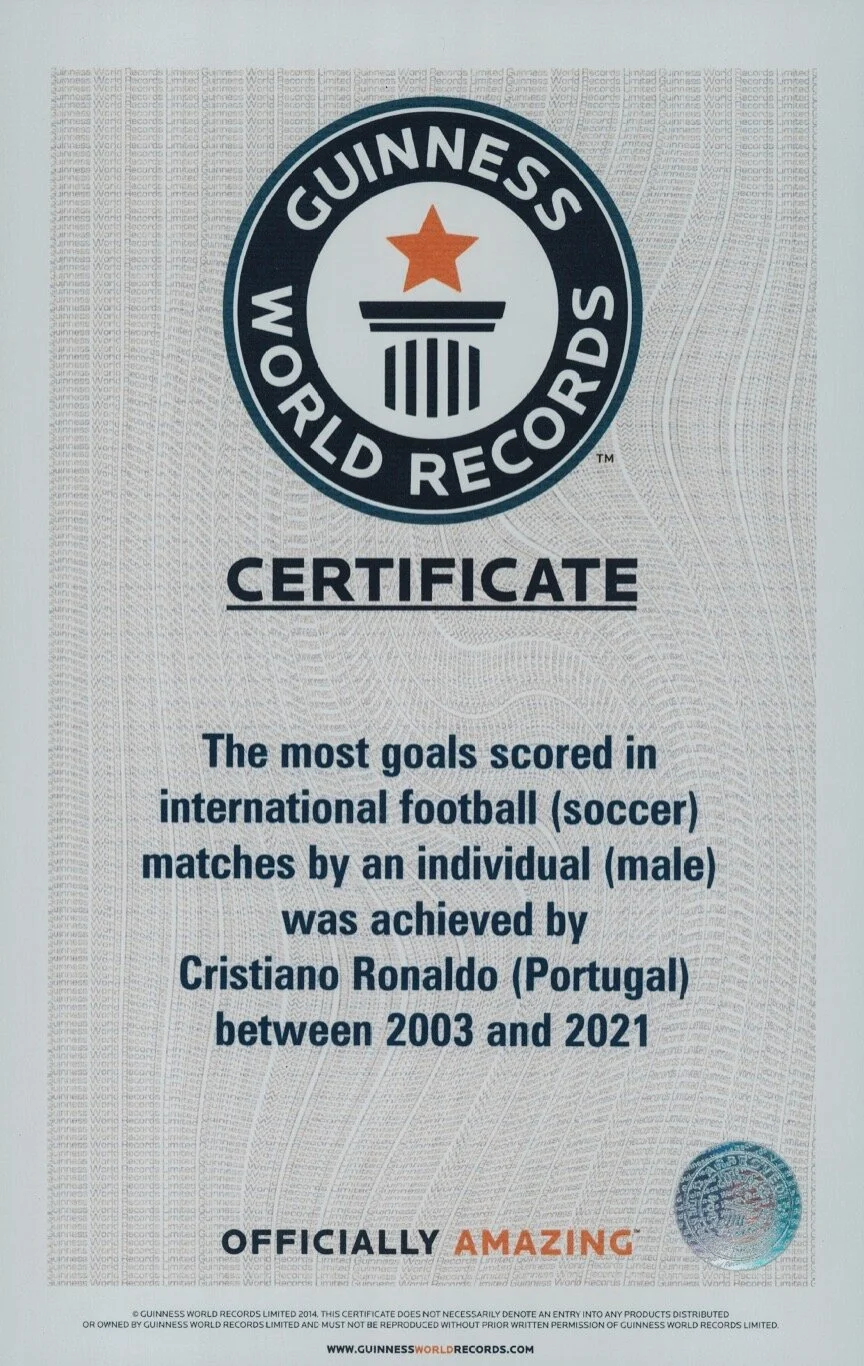 GUINNESS
WORLD RECORDS
TM
CERTIFICATE
The most goals scored in
international football (soccer)
matches by an individual (male)
was achieved by
Cristiano Ronaldo (Portugal)
between 2003 and 2021
OFFICIALLY AMAZING™
© GUINNESS WORLD RECORDS LIMITED 2014. THIS CERTIFICATE DOES NOT NECESSARILY DENOTE AN ENTRY INTO ANY PRODUCTS DISTRIBUTED
OR OWNED BY GUINNESS WORLD RECORDS LIMITED AND MUST NOT BE REPRODUCED WITHOUT PRIOR WRITTEN PERMISSION OF GUINNESS WORLD RECORDS LIMITED.
WWW.GUINNESSWORLDRECORDS.COM